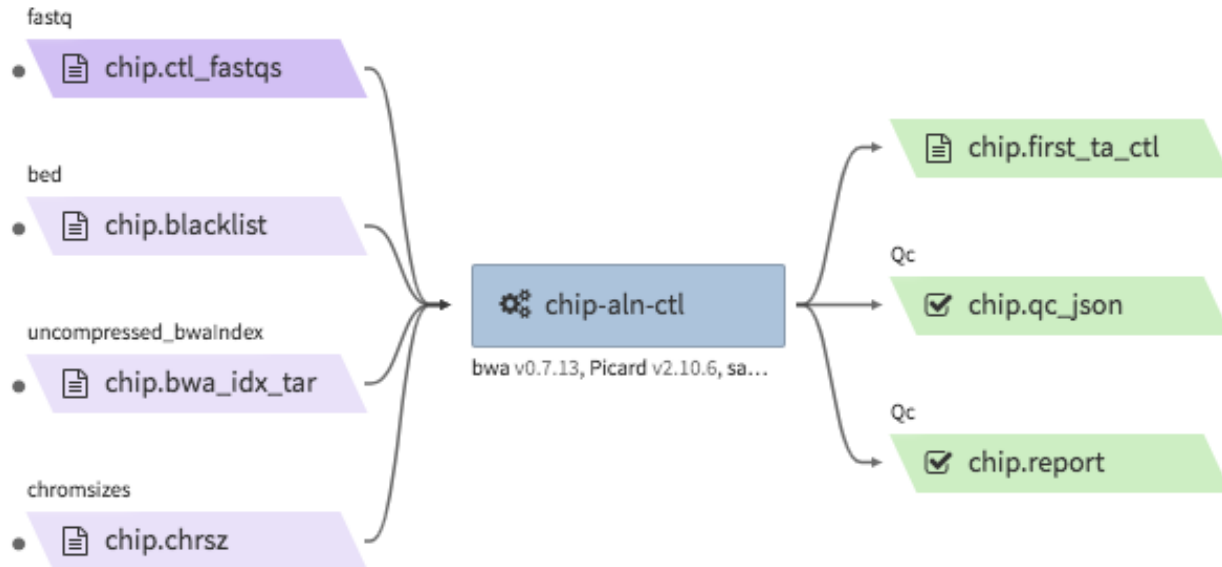 fastq
chip.ctl_fastqs
bed
chip.blacklist
uncompressed_bwaIndex
chip.bwa_idx_tar
chromsizes
chip.chrsz
chip-aln-ctl
bwa v0.7.13, Picard v2.10.6, sa...
chip.first_ta_ctl
Qc
chip.qc_json
Qc
chip.report